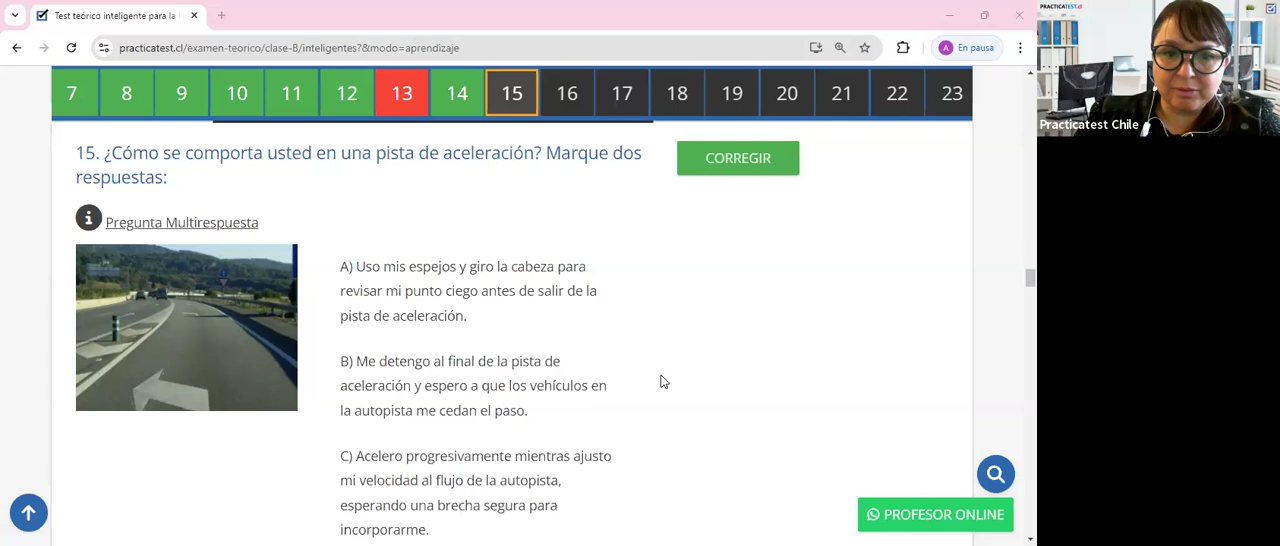 Test teórico inteligente para la
practicatest.cl/examen-teorico/clase-B/inteligentes?&modo=aprendizaje
A
En pausa
7 8 9 10 11 12 13 14 15 16 17 18 19 20 21 22 23
15. ¿Cómo se comporta usted en una pista de aceleración? Marque dos
respuestas:
CORREGIR
Pregunta Multirespuesta
A) Uso mis espejos y giro la cabeza para
revisar mi punto ciego antes de salir de la
pista de aceleración.
B) Me detengo al final de la pista de
aceleración y espero a que los vehículos en
la autopista me cedan el paso.
C) Acelero progresivamente mientras ajusto
mi velocidad al flujo de la autopista,
esperando una brecha segura para
incorporarme.
PROFESOR ONLINE
PRACTICATEST.cl
Practicatest Chile